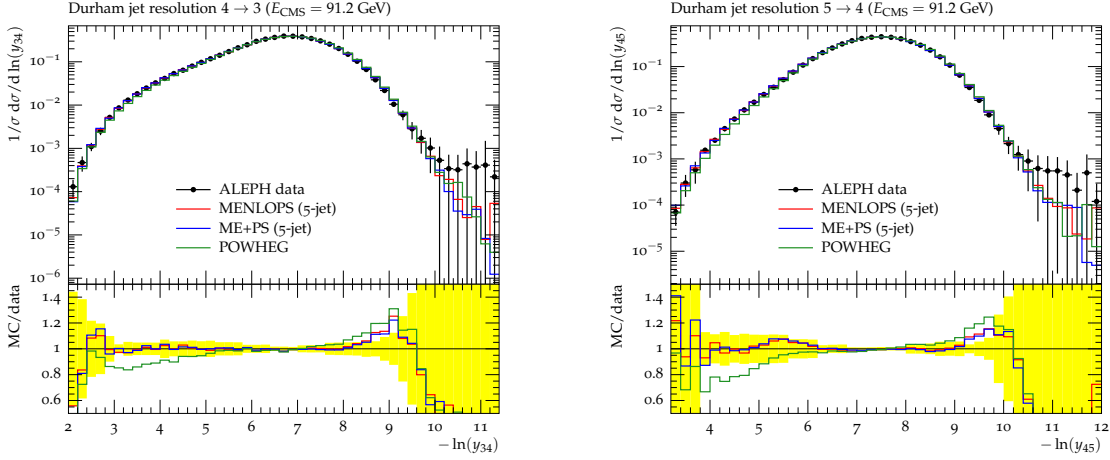 Durham jet resolution 4 → 3 (E_CMS = 91.2 GeV)
1/σ dσ/d ln(y_34)
10^−1
10^−2
10^−3
10^−4
10^−5
10^−6
ALEPH data
MENLOPS (5-jet)
ME+PS (5-jet)
POWHEG
MC/data
1.4
1.2
1.0
0.8
0.6
2 3 4 5 6 7 8 9 10 11
− ln(y_34)
Durham jet resolution 5 → 4 (E_CMS = 91.2 GeV)
1/σ dσ/d ln(y_45)
10^−1
10^−2
10^−3
10^−4
10^−5
ALEPH data
MENLOPS (5-jet)
ME+PS (5-jet)
POWHEG
MC/data
1.4
1.2
1.0
0.8
0.6
4 5 6 7 8 9 10 11 12
− ln(y_45)